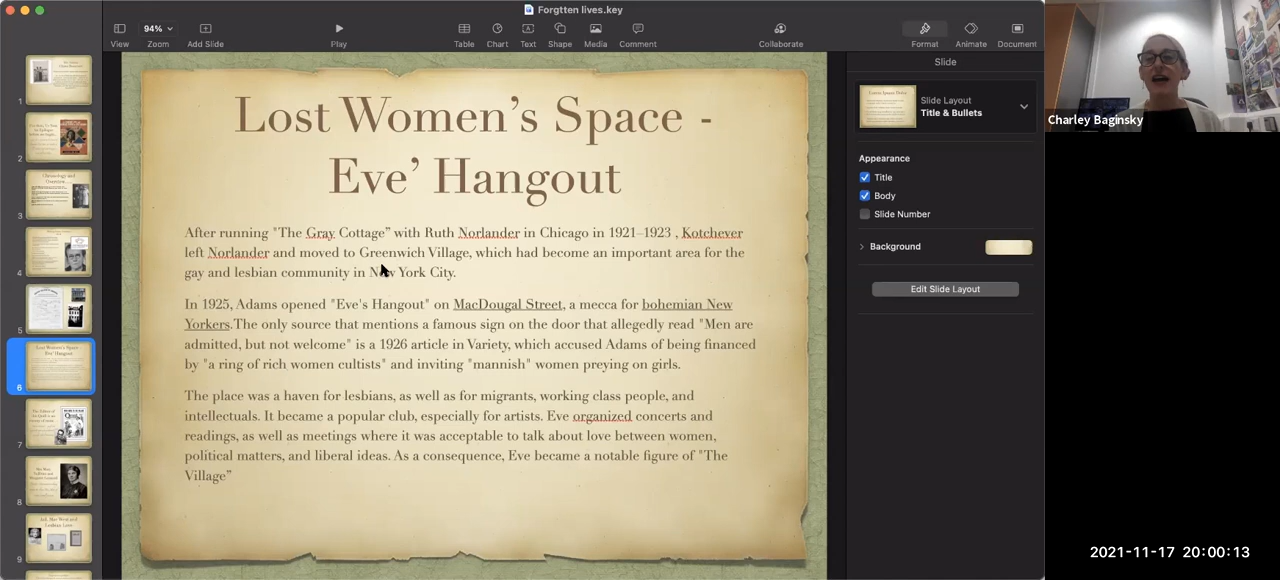 Forgtten lives.key
94%
View
Zoom
Add Slide
Play
Table
Chart
Text
Shape
Media
Comment
Collaborate
Format
Animate
Document
1
2
3
4
5
6
7
8
9
Lost Women's Space -
Eve' Hangout
After running "The Gray Cottage" with Ruth Norlander in Chicago in 1921–1923 , Kotchever
left Norlander and moved to Greenwich Village, which had become an important area for the
gay and lesbian community in New York City.
In 1925, Adams opened "Eve's Hangout" on MacDougal Street, a mecca for bohemian New
Yorkers.The only source that mentions a famous sign on the door that allegedly read "Men are
admitted, but not welcome" is a 1926 article in Variety, which accused Adams of being financed
by "a ring of rich women cultists" and inviting "mannish" women preying on girls.
The place was a haven for lesbians, as well as for migrants, working class people, and
intellectuals. It became a popular club, especially for artists. Eve organized concerts and
readings, as well as meetings where it was acceptable to talk about love between women,
political matters, and liberal ideas. As a consequence, Eve became a notable figure of "The
Village"
Slide
Slide Layout
Title & Bullets
Appearance
Title
Body
Slide Number
Background
Edit Slide Layout
Charley Baginsky
2021-11-17 20:00:13